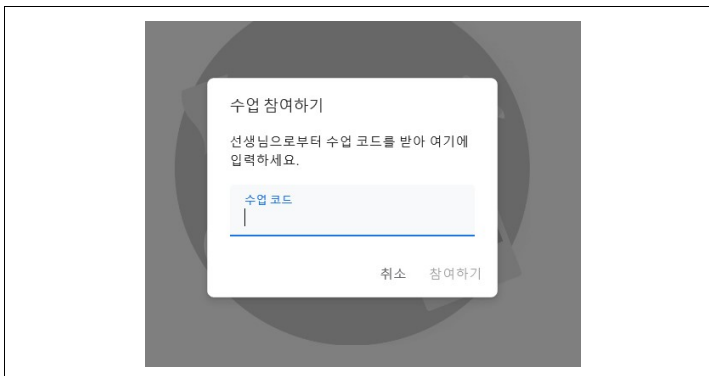 수업 참여하기
선생님으로부터 수업 코드를 받아 여기에
입력하세요.
수업 코드
취소 참여하기